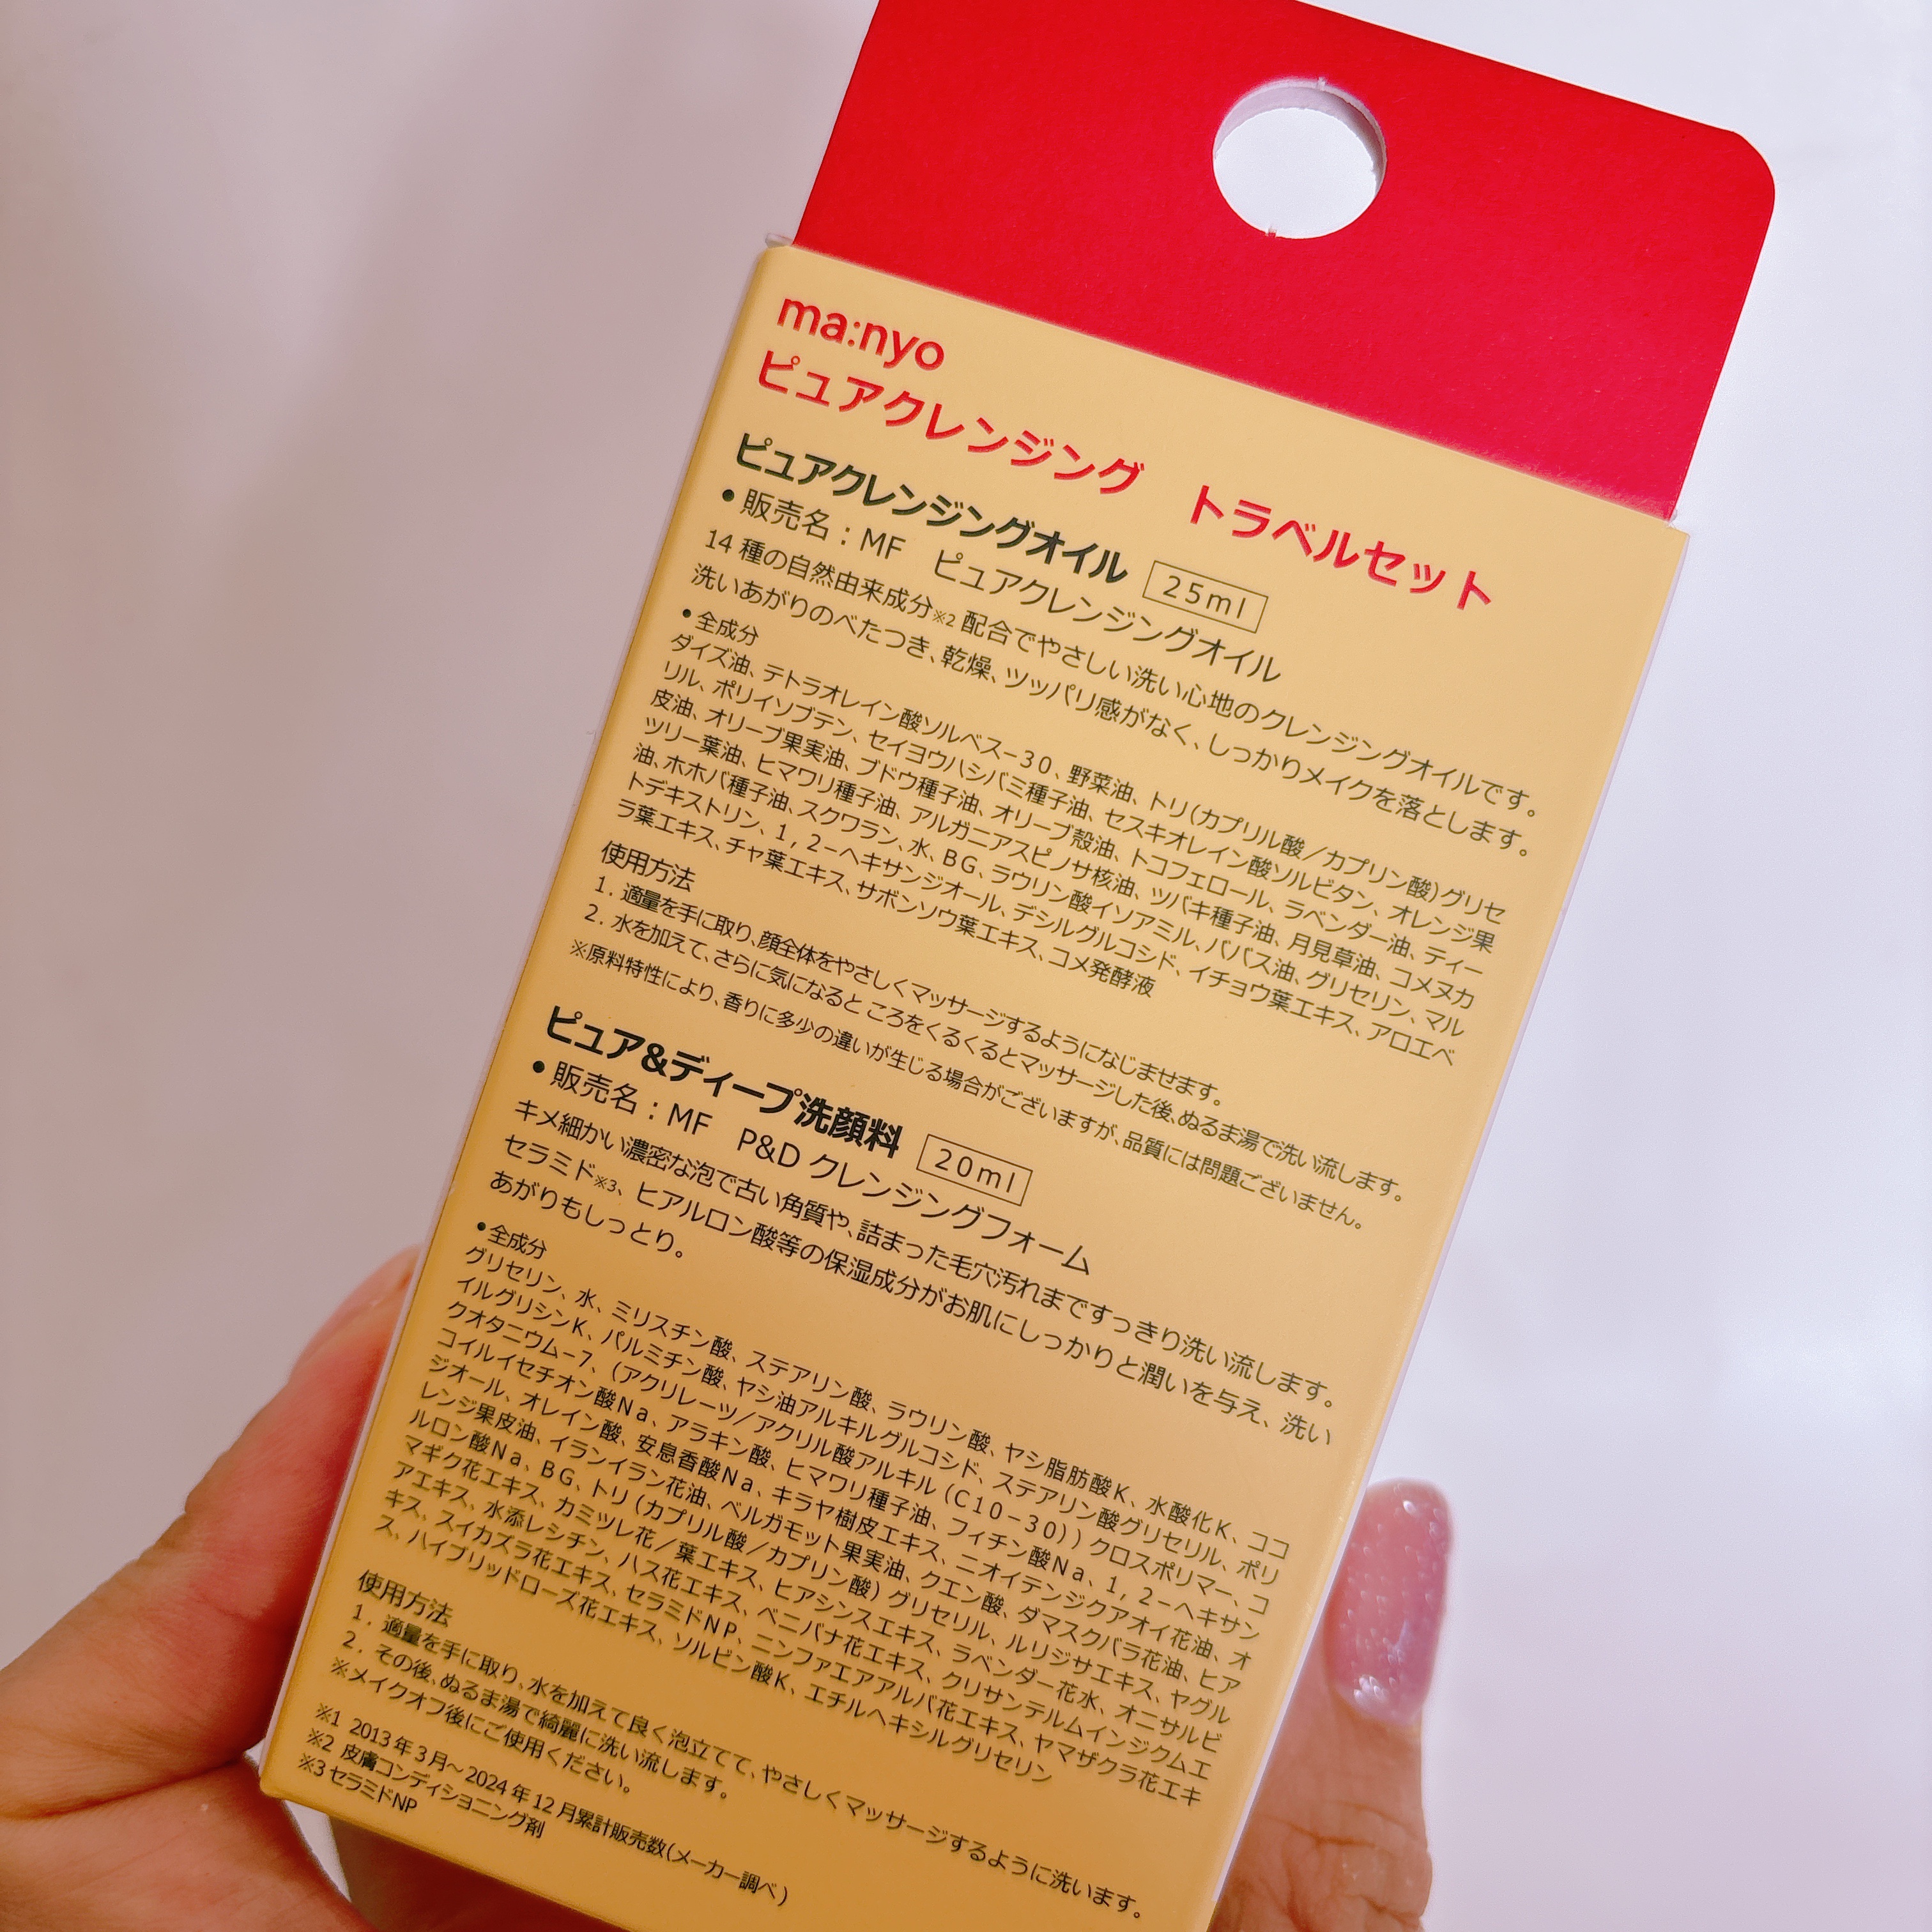 ma:nyo
ピュアクレンジング　トラベルセット
ピュアクレンジングオイル　25ml
•販売名：MF　ピュアクレンジングオイル
14種の自然由来成分※2配合でやさしい洗い心地のクレンジングオイルです。
洗いあがりのべたつき、乾燥、ツッパリ感がなく、しっかりメイクを落とします。
•全成分
ダイズ油、テトラオレイン酸ソルベス−30、野菜油、トリ(カプリル酸／カプリン酸)グリセ
リル、ポリイソブテン、セイヨウハシバミ種子油、セスキオレイン酸ソルビタン、オレンジ果
皮油、オリーブ果実油、ブドウ種子油、オリーブ殻油、トコフェロール、ラベンダー油、ティー
ツリー葉油、ヒマワリ種子油、アルガニアスピノサ核油、ツバキ種子油、月見草油、コメヌカ
油、ホホバ種子油、スクワラン、水、BG、ラウリン酸イソアミル、ババス油、グリセリン、マル
トデキストリン、1，2−ヘキサンジオール、デシルグルコシド、イチョウ葉エキス、アロエベ
ラ葉エキス、チャ葉エキス、サボンソウ葉エキス、コメ発酵液
使用方法
1．適量を手に取り、顔全体をやさしくマッサージするようになじませます。
2．水を加えて、さらに気になるところをくるくるとマッサージした後、ぬるま湯で洗い流します。
※原料特性により、香りに多少の違いが生じる場合がございますが、品質には問題ございません。
ピュア&ディープ洗顔料　20ml
•販売名：MF　P&D クレンジングフォーム
キメ細かい濃密な泡で古い角質や、詰まった毛穴汚れまですっきり洗い流します。
セラミド※3、ヒアルロン酸等の保湿成分がお肌にしっかりと潤いを与え、洗い
あがりもしっとり。
•全成分
グリセリン、水、ミリスチン酸、ステアリン酸、ラウリン酸、ヤシ脂肪酸K、水酸化K、ココ
イルグリシンK、パルミチン酸、ヤシ油アルキルグルコシド、ステアリン酸グリセリル、ポリ
クオタニウム−7、(アクリレーツ／アクリル酸アルキル(C10−30))クロスポリマー、コ
コイルイセチオン酸Na、アラキン酸、ヒマワリ種子油、フィチン酸Na、1，2−ヘキサン
ジオール、オレイン酸、安息香酸Na、キラヤ樹皮エキス、ニオイテンジクアオイ花油、オ
レンジ果皮油、イランイラン花油、ベルガモット果実油、クエン酸、ダマスクバラ花油、ヒア
ルロン酸Na、BG、トリ(カプリル酸／カプリン酸)グリセリル、ルリジサエキス、ヤグル
マギク花エキス、カミツレ花／葉エキス、ヒアシンスエキス、ラベンダー花水、オニサルビ
アエキス、水添レシチン、ハス花エキス、ベニバナ花エキス、クリサンテルムインジクムエ
キス、スイカズラ花エキス、セラミドNP、ニンファエアアルバ花エキス、ヤマザクラ花エキ
ス、ハイブリッドローズ花エキス、ソルビン酸K、エチルヘキシルグリセリン
使用方法
1．適量を手に取り、水を加えて良く泡立てて、やさしくマッサージするように洗います。
2．その後、ぬるま湯で綺麗に洗い流します。
※メイクオフ後にご使用ください。
※1 2013年3月〜2024年12月累計販売数(メーカー調べ)
※2 皮膚コンディショニング剤
※3 セラミドNP